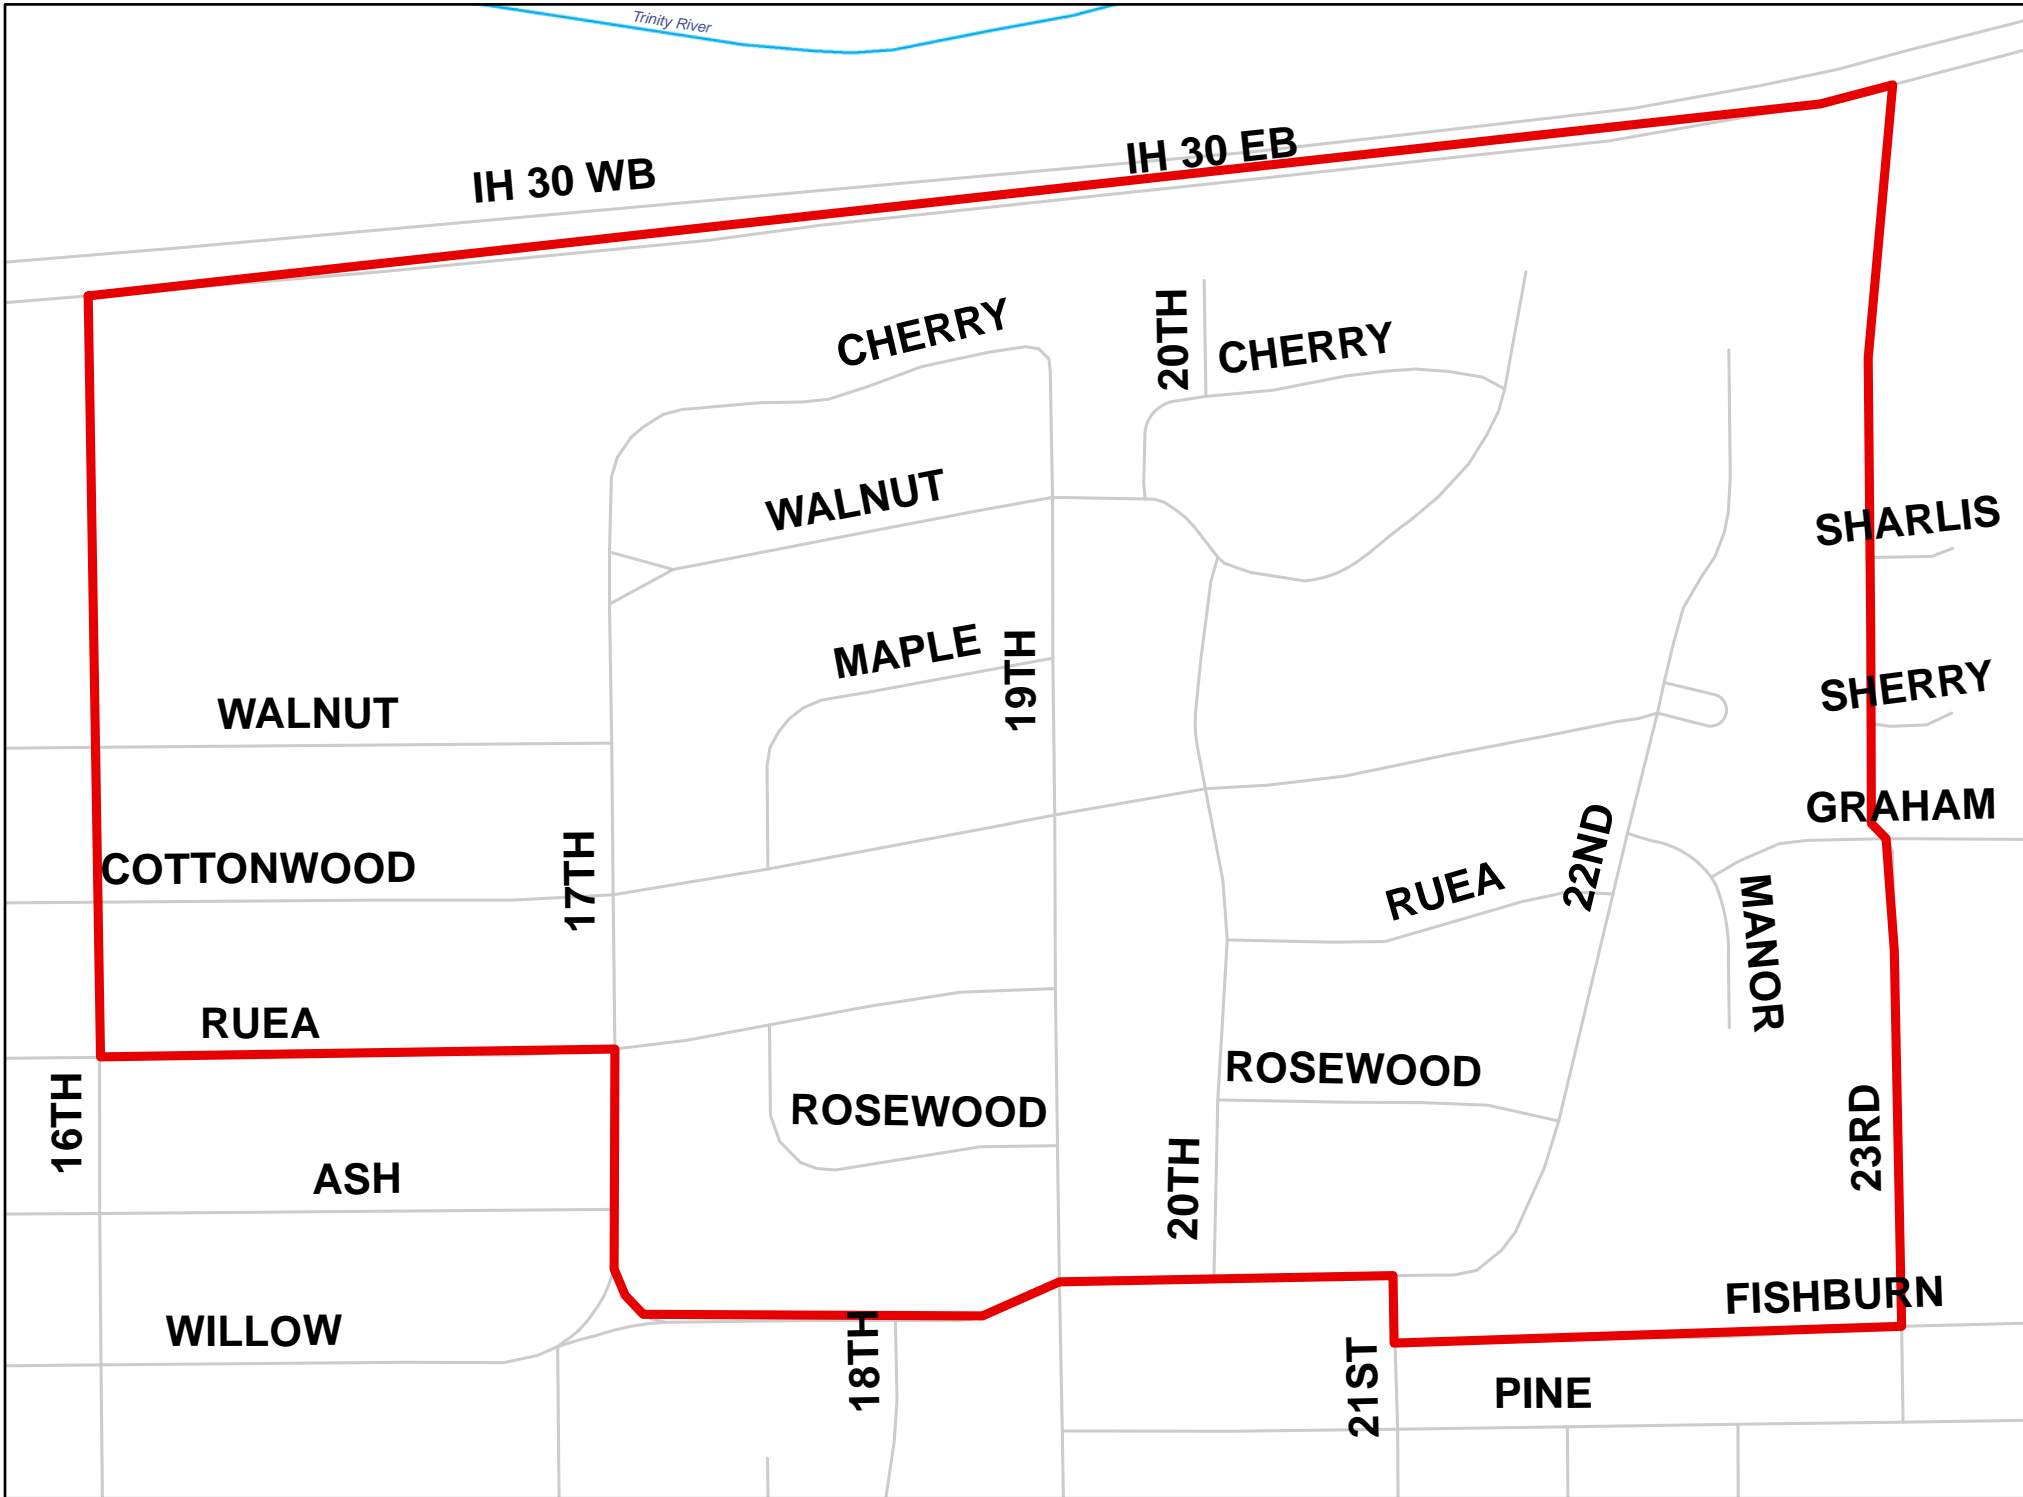 Trinity River
IH 30 WB
IH 30 EB
CHERRY
20TH
CHERRY
WALNUT
SHARLIS
MAPLE
19TH
SHERRY
WALNUT
GRAHAM
COTTONWOOD
17TH
RUEA
22ND
MANOR
RUEA
ROSEWOOD
ROSEWOOD
16TH
23RD
ASH
20TH
FISHBURN
WILLOW
18TH
21ST
PINE